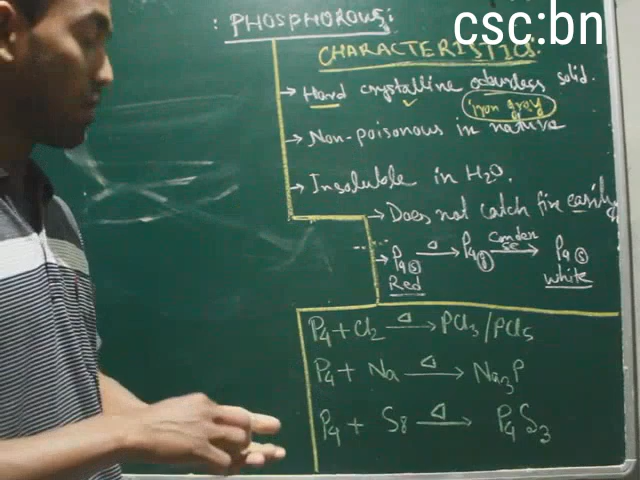 csc:bn
: PHOSPHOROUS:
CHARACTERISTICS.
→ Hard crystalline odourless solid.
iron grey
→ Non-poisonous in nature
→ Insoluble in H2O.
→ Does not catch fire easily
→ P4(s) —Δ→ P4(g) —condense→ P4(s)
Red white
P4 + Cl2 —Δ→ PCl3/PCl5
P4 + Na —Δ→ Na3P
P4 + S8 —Δ→ P4S3